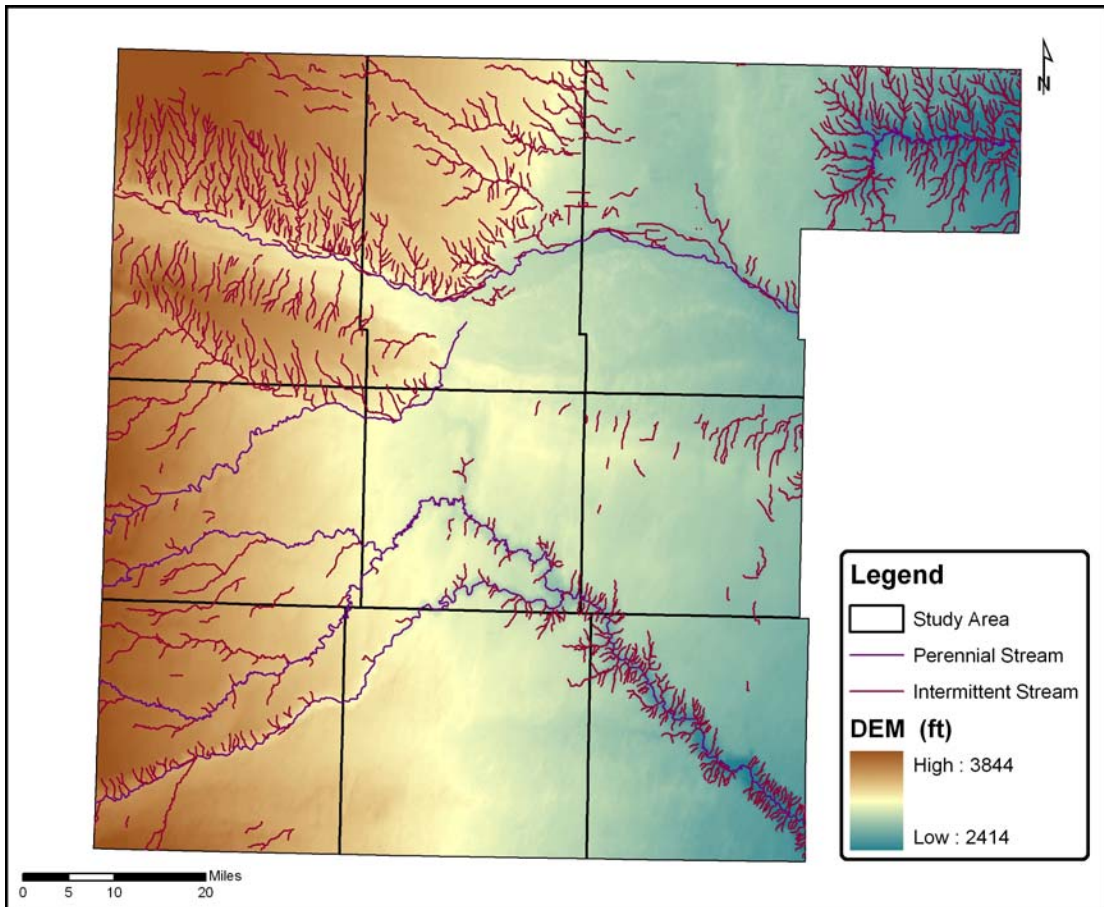 N
Legend
Study Area
Perennial Stream
Intermittent Stream
DEM (ft)
High : 3844
Low : 2414
Miles
0 5 10 20